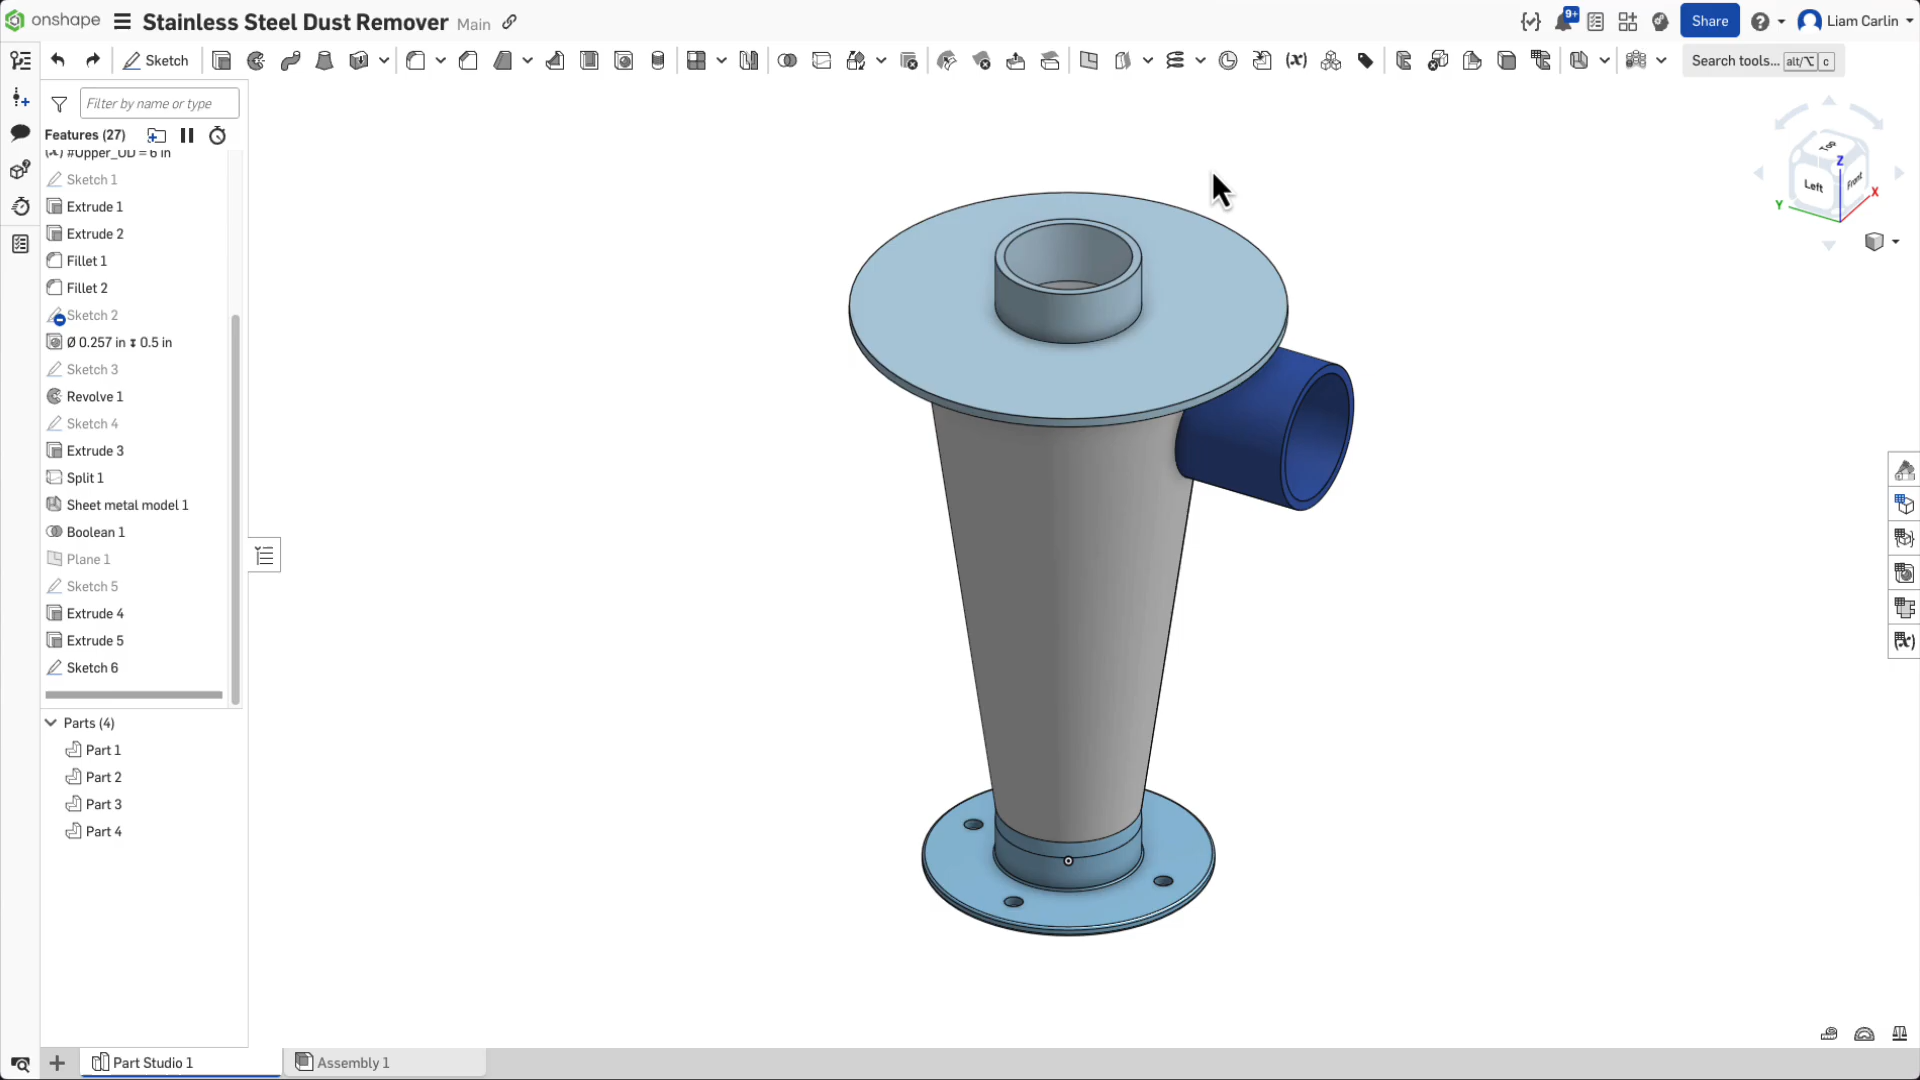 onshape Stainless Steel Dust Remover Main 9+ Share Liam Carlin
Sketch Search tools... alt/⌥ c
Filter by name or type
Features (27)
(x) #Upper_OD = 6 in
Sketch 1
Extrude 1
Extrude 2
Fillet 1
Fillet 2
Sketch 2
Ø 0.257 in ↧ 0.5 in
Sketch 3
Revolve 1
Sketch 4
Extrude 3
Split 1
Sheet metal model 1
Boolean 1
Plane 1
Sketch 5
Extrude 4
Extrude 5
Sketch 6
Parts (4)
Part 1
Part 2
Part 3
Part 4
Top
Z
Left Front
X
Y
Part Studio 1 Assembly 1